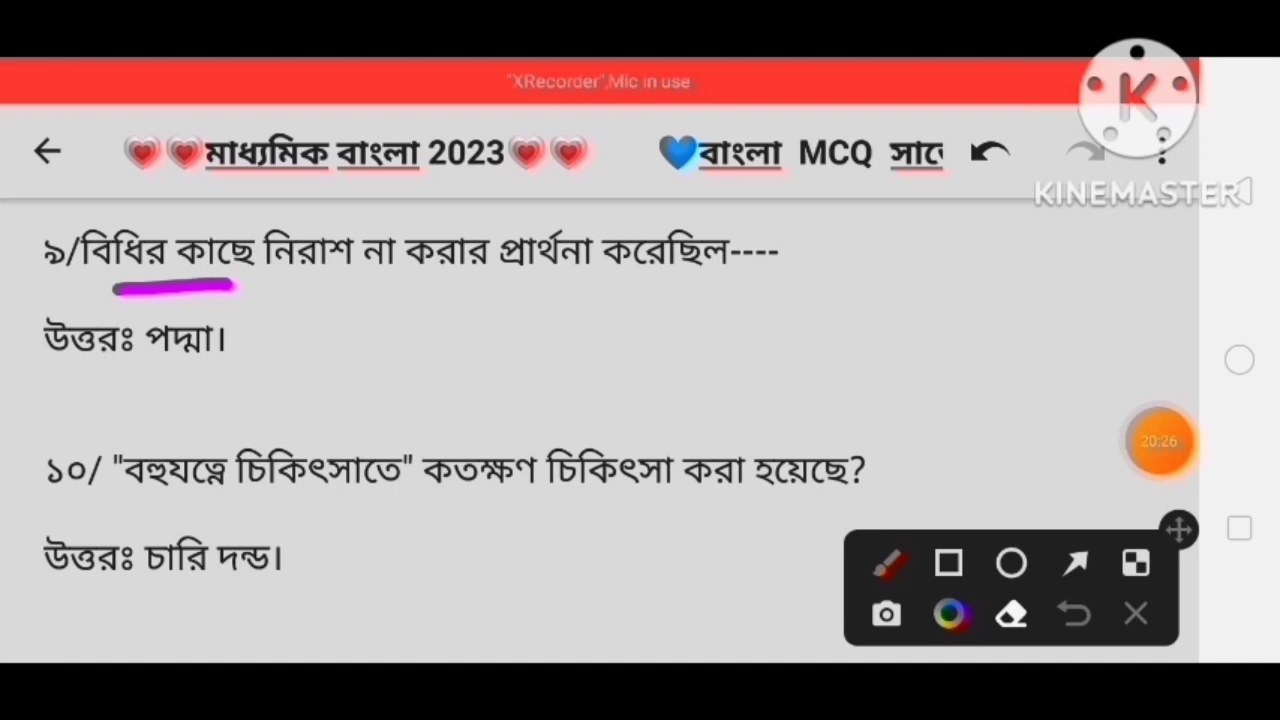 "XRecorder",Mic in use
মাধ্যমিক বাংলা 2023 বাংলা MCQ সাে
KINEMASTER
৯/বিধির কাছে নিরাশ না করার প্রার্থনা করেছিল----
উত্তরঃ পদ্মা।
20:26
১০/ "বহুযত্নে চিকিৎসাতে" কতক্ষণ চিকিৎসা করা হয়েছে?
উত্তরঃ চারি দন্ড।